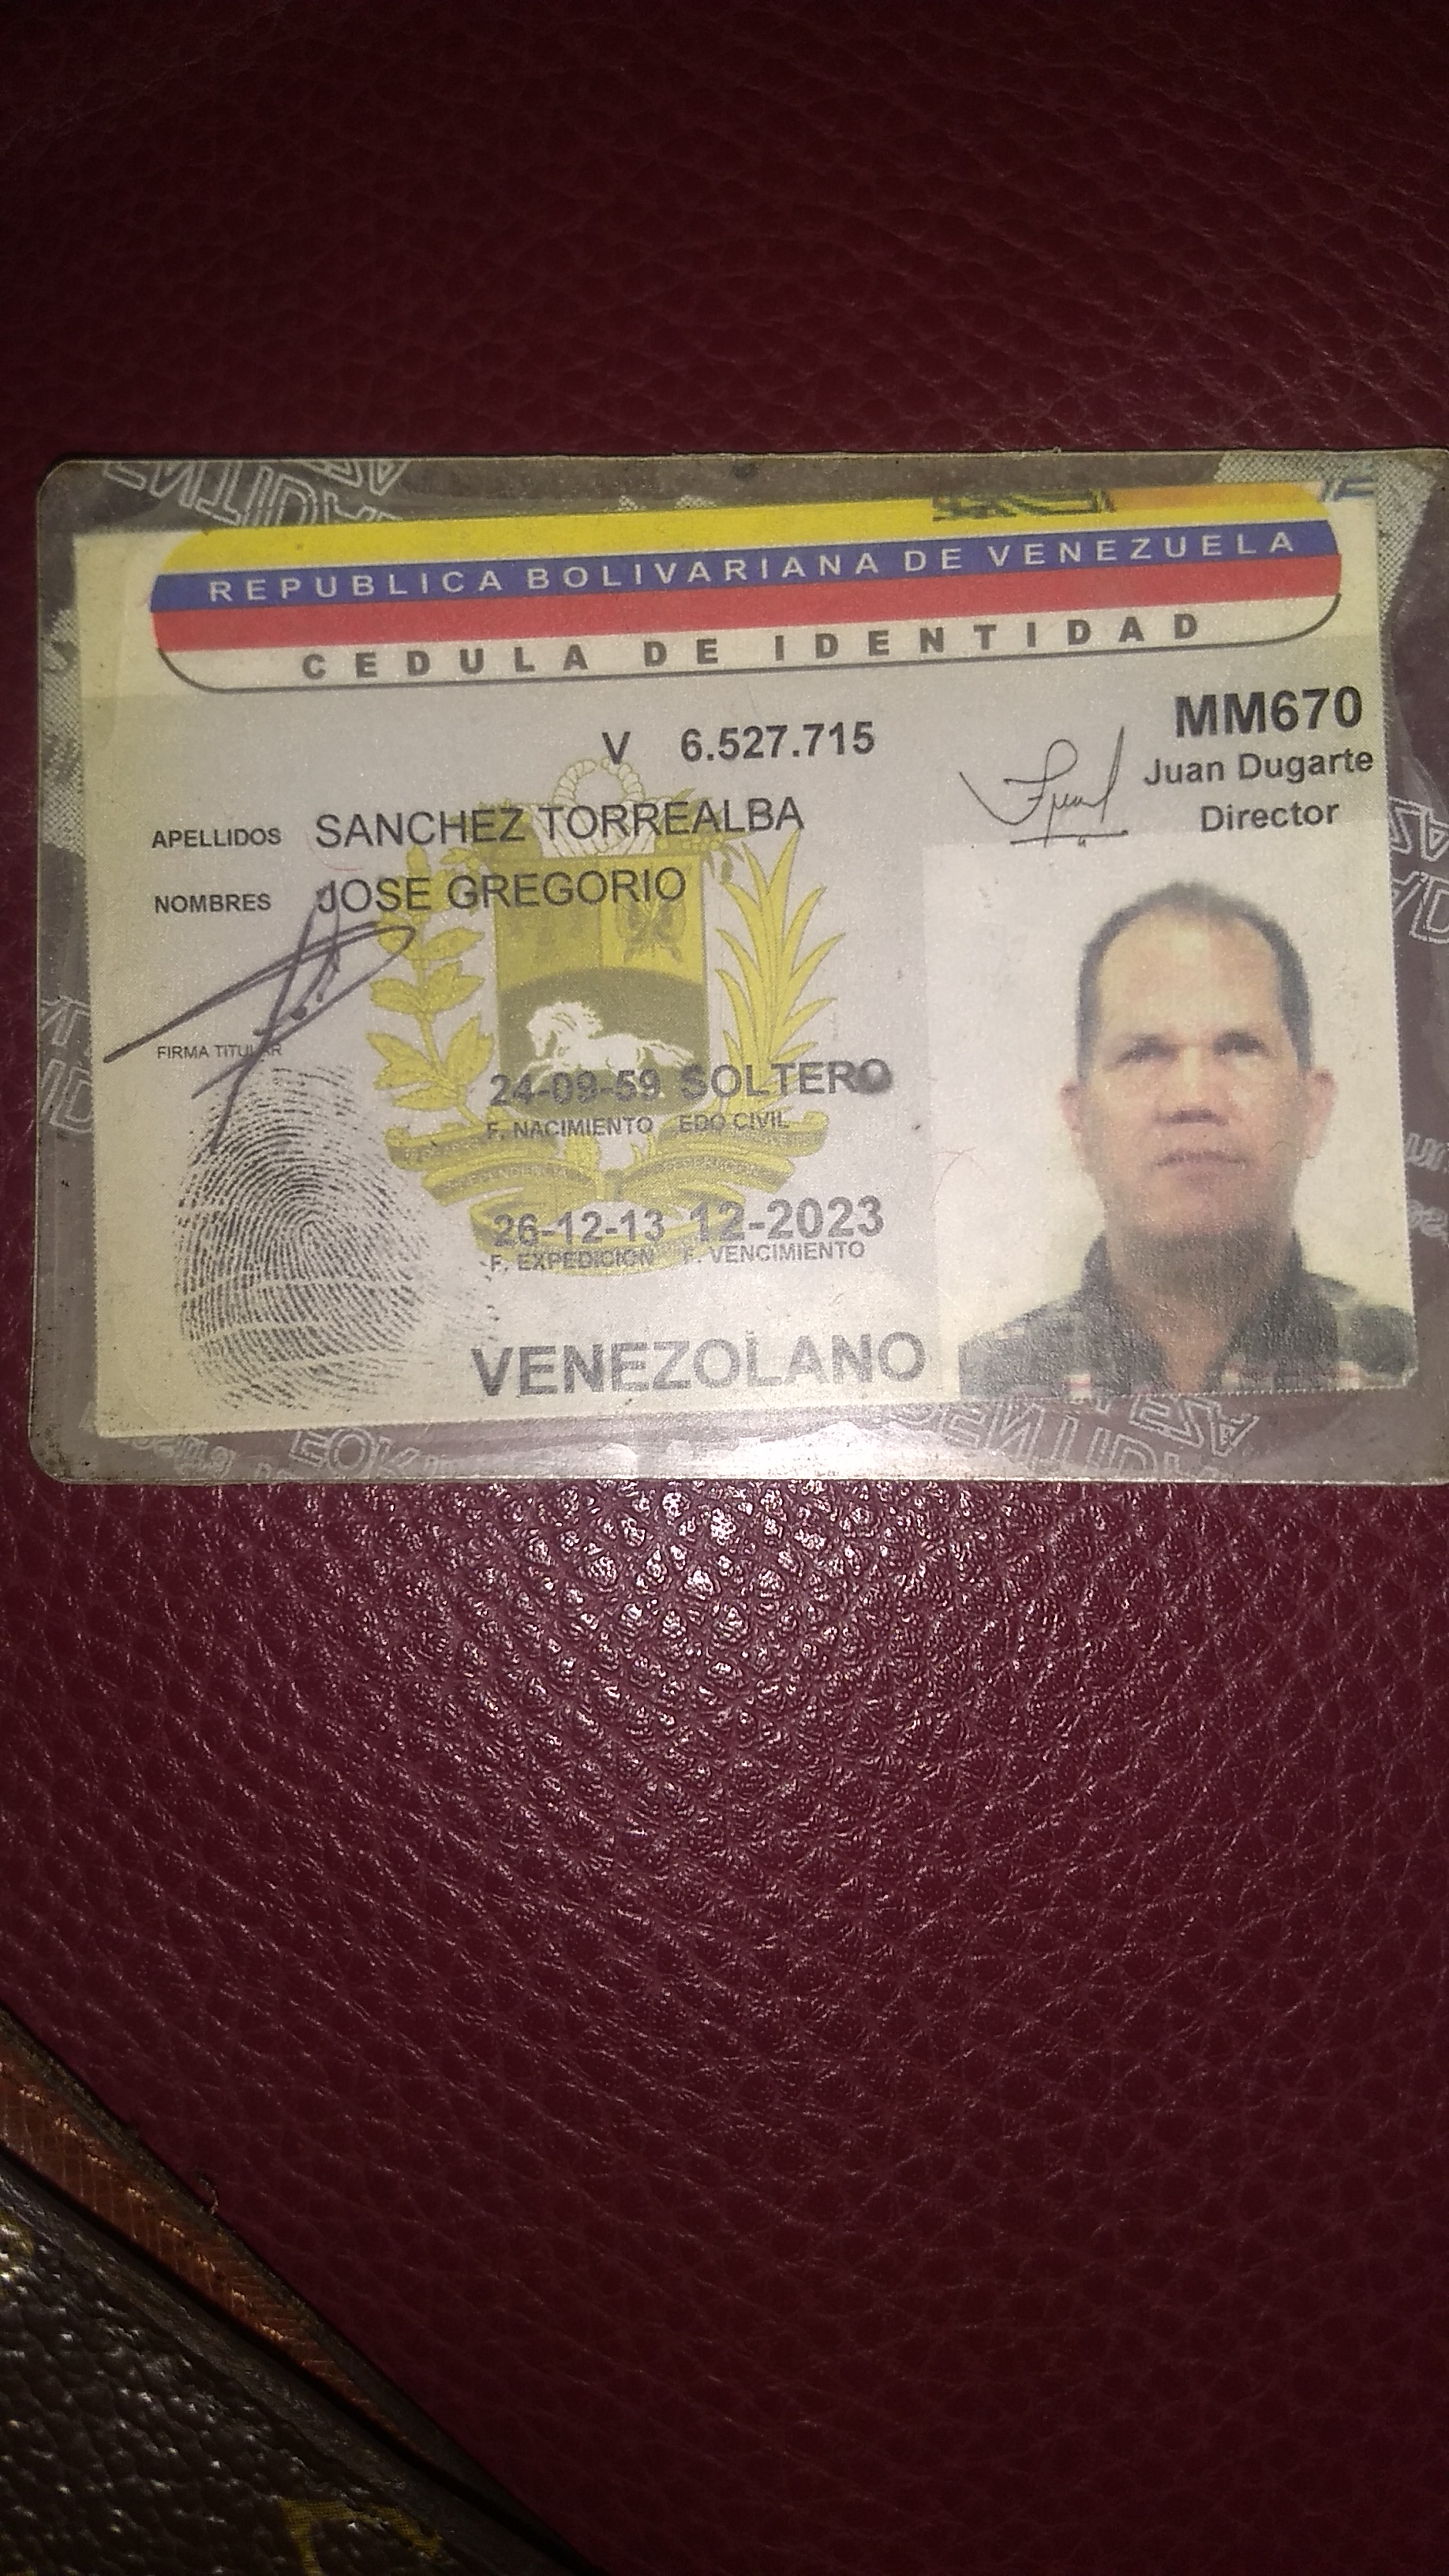 REPUBLICA BOLIVARIANA DE VENEZUELA
CEDULA DE IDENTIDAD
V 6.527.715
MM670
Juan Dugarte
Director
APELLIDOS SANCHEZ TORREALBA
NOMBRES JOSE GREGORIO
FIRMA TITULAR
24-09-59 SOLTERO
F. NACIMIENTO EDO CIVIL
26-12-13 12-2023
F. EXPEDICION F. VENCIMIENTO
VENEZOLANO